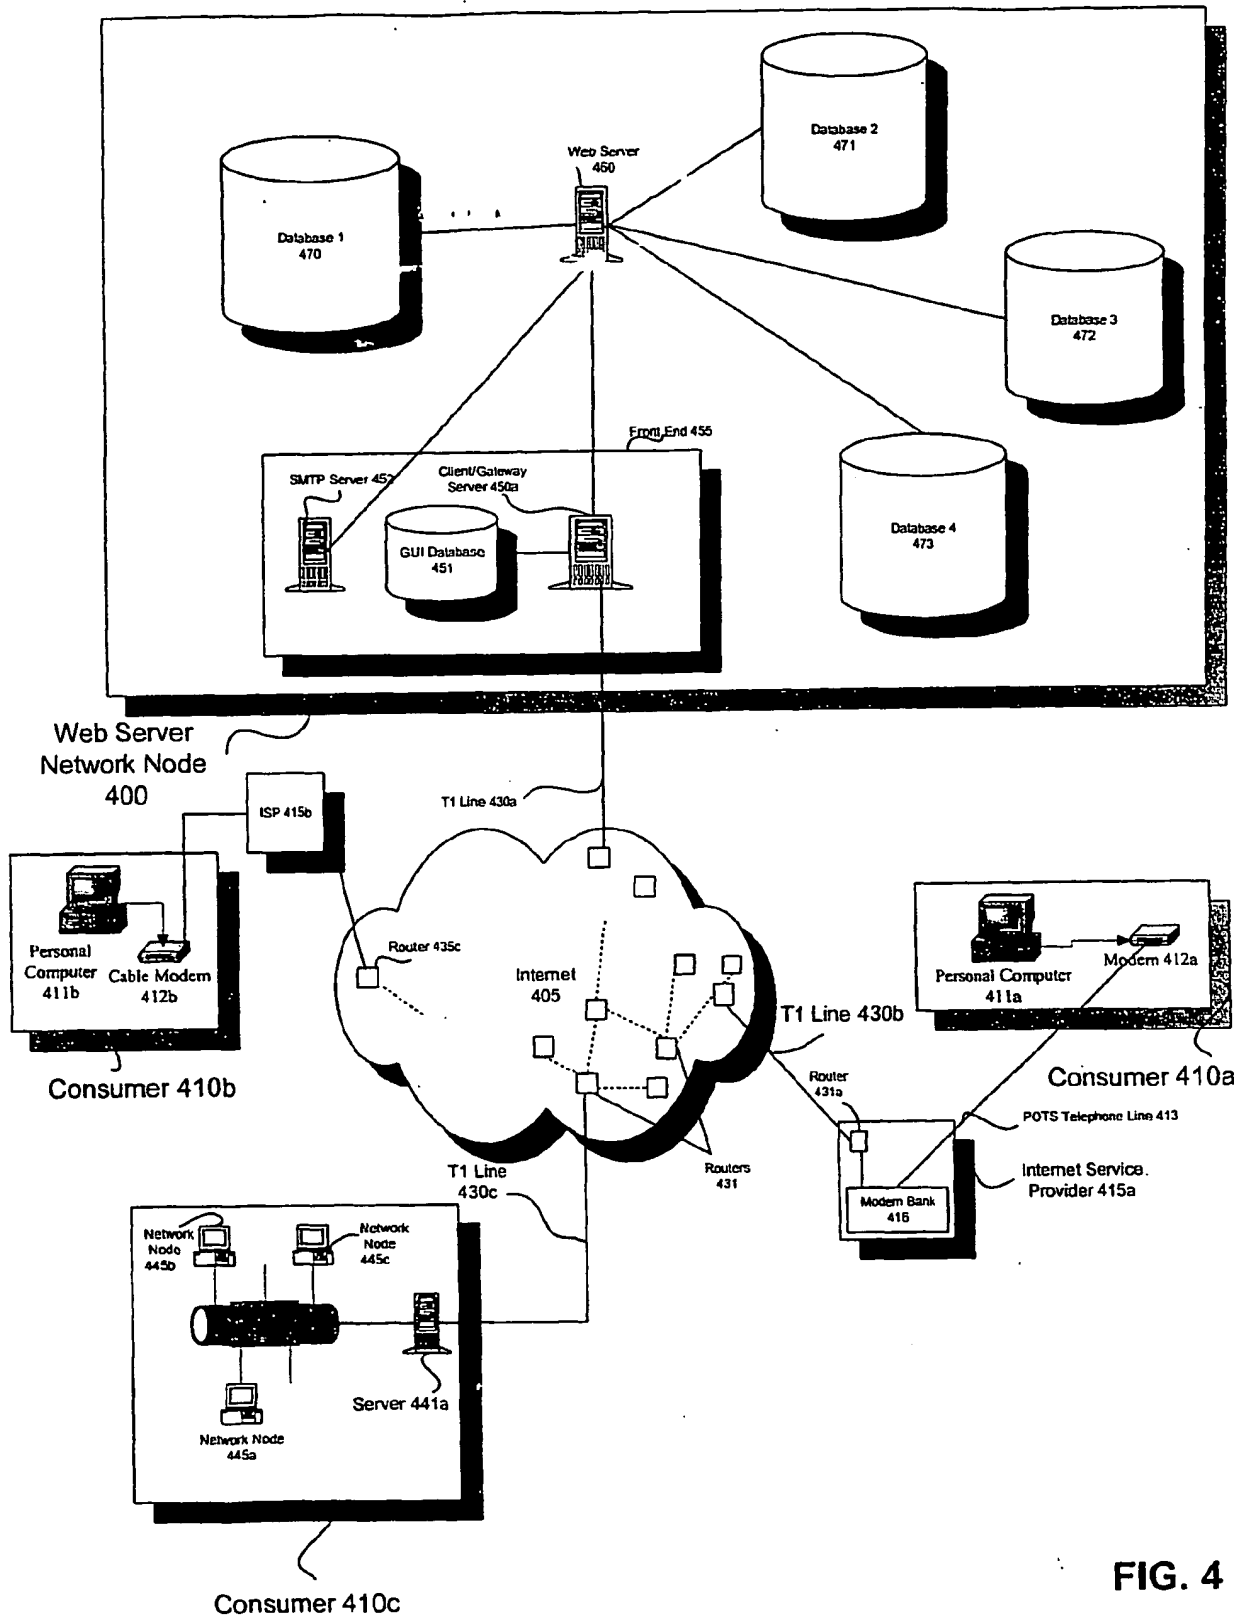 Database 2
471
Web Server
460
Database 1
470
Database 3
472
Front End 455
Client/Gateway
Server 450a
SMTP Server 452
GUI Database
451
Database 4
473
Web Server
Network Node
400
T1 Line 430a
ISP 415b
Personal
Computer
411b
Cable Modem
412b
Router 435c
Internet
405
Personal Computer
411a
Modem 412a
T1 Line 430b
Consumer 410b
Consumer 410a
Router
431a
POTS Telephone Line 413
T1 Line
430c
Routers
431
Internet Service
Provider 415a
Modem Bank
416
Network
Node
445b
Network
Node
445c
Server 441a
Network Node
445a
Consumer 410c
FIG. 4